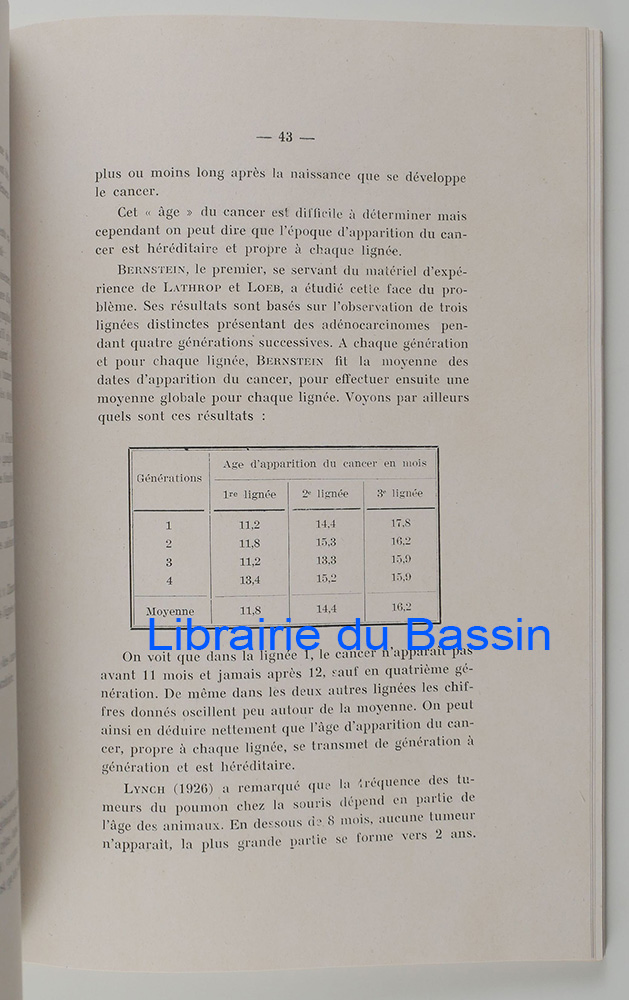 — 43 —
plus ou moins long après la naissance que se développe
le cancer.
Cet « âge » du cancer est difficile à déterminer mais
cependant on peut dire que l'époque d'apparition du can-
cer est héréditaire et propre à chaque lignée.
BERNSTEIN, le premier, se servant du matériel d'expé-
rience de LATHROP et LOEB, a étudié cette face du pro-
blème. Ses résultats sont basés sur l'observation de trois
lignées distinctes présentant des adénocarcinomes pen-
dant quatre générations successives. A chaque génération
et pour chaque lignée, BERNSTEIN fit la moyenne des
dates d'apparition du cancer, pour effectuer ensuite une
moyenne globale pour chaque lignée. Voyons par ailleurs
quels sont ces résultats :
Générations Age d'apparition du cancer en mois
1re lignée 2e lignée 3e lignée
1 11,2 14,4 17,8
2 11,8 15,3 16,2
3 11,2 13,3 15,9
4 13,4 15,2 15,9
Moyenne 11,8 14,4 16,2
Librairie du Bassin
On voit que dans la lignée 1, le cancer n'apparaît pas
avant 11 mois et jamais après 12, sauf en quatrième gé-
nération. De même dans les deux autres lignées les chif-
fres donnés oscillent peu autour de la moyenne. On peut
ainsi en déduire nettement que l'âge d'apparition du can-
cer, propre à chaque lignée, se transmet de génération à
génération et est héréditaire.
LYNCH (1926) a remarqué que la fréquence des tu-
meurs du poumon chez la souris dépend en partie de
l'âge des animaux. En dessous de 8 mois, aucune tumeur
n'apparaît, la plus grande partie se forme vers 2 ans.